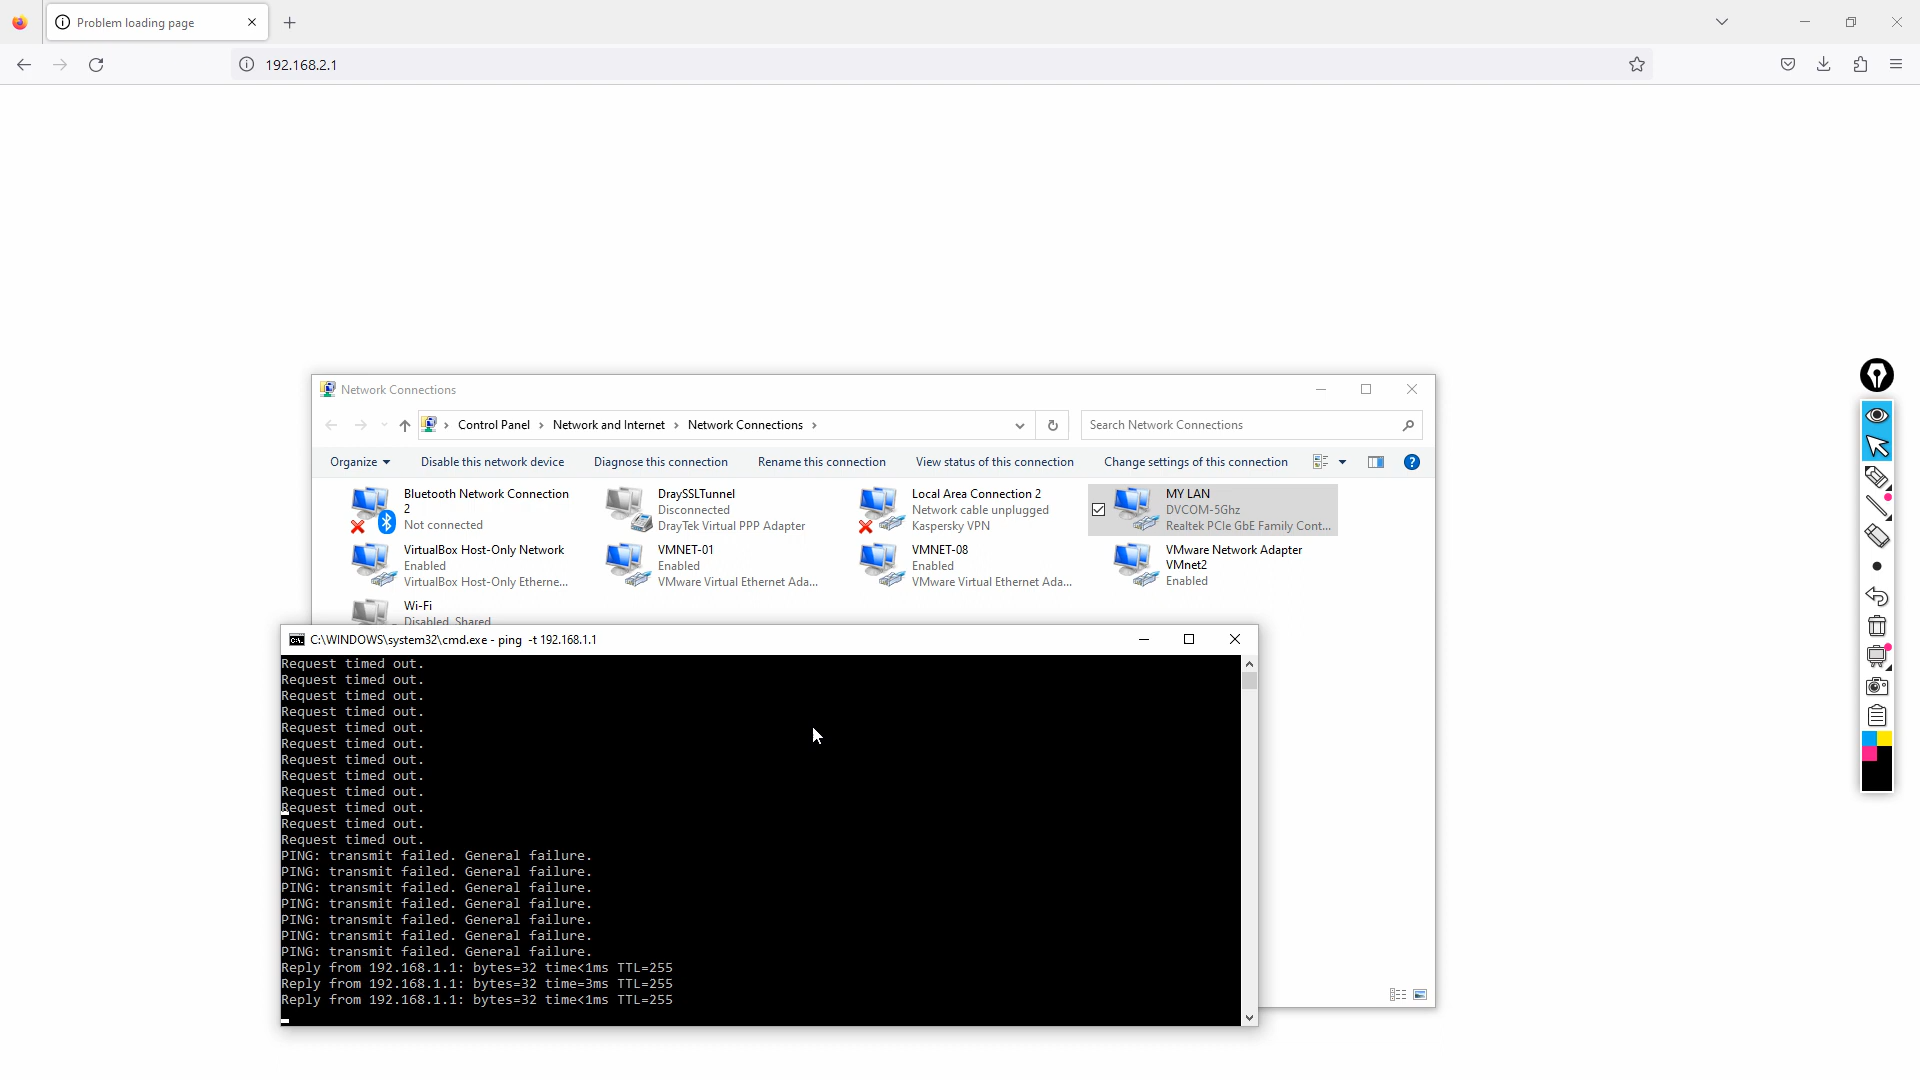 Problem loading page
192.168.2.1
Network Connections
Control Panel > Network and Internet > Network Connections >
Search Network Connections
Organize
Disable this network device
Diagnose this connection
Rename this connection
View status of this connection
Change settings of this connection
Bluetooth Network Connection
2
Not connected
DraySSLTunnel
Disconnected
DrayTek Virtual PPP Adapter
Local Area Connection 2
Network cable unplugged
Kaspersky VPN
MY LAN
DVCOM-5Ghz
Realtek PCIe GbE Family Cont...
VirtualBox Host-Only Network
Enabled
VirtualBox Host-Only Etherne...
VMNET-01
Enabled
VMware Virtual Ethernet Ada...
VMNET-08
Enabled
VMware Virtual Ethernet Ada...
VMware Network Adapter
VMnet2
Enabled
Wi-Fi
Disabled, Shared
C:\WINDOWS\system32\cmd.exe - ping -t 192.168.1.1
Request timed out.
Request timed out.
Request timed out.
Request timed out.
Request timed out.
Request timed out.
Request timed out.
Request timed out.
Request timed out.
Request timed out.
Request timed out.
Request timed out.
PING: transmit failed. General failure.
PING: transmit failed. General failure.
PING: transmit failed. General failure.
PING: transmit failed. General failure.
PING: transmit failed. General failure.
PING: transmit failed. General failure.
PING: transmit failed. General failure.
Reply from 192.168.1.1: bytes=32 time<1ms TTL=255
Reply from 192.168.1.1: bytes=32 time=3ms TTL=255
Reply from 192.168.1.1: bytes=32 time<1ms TTL=255